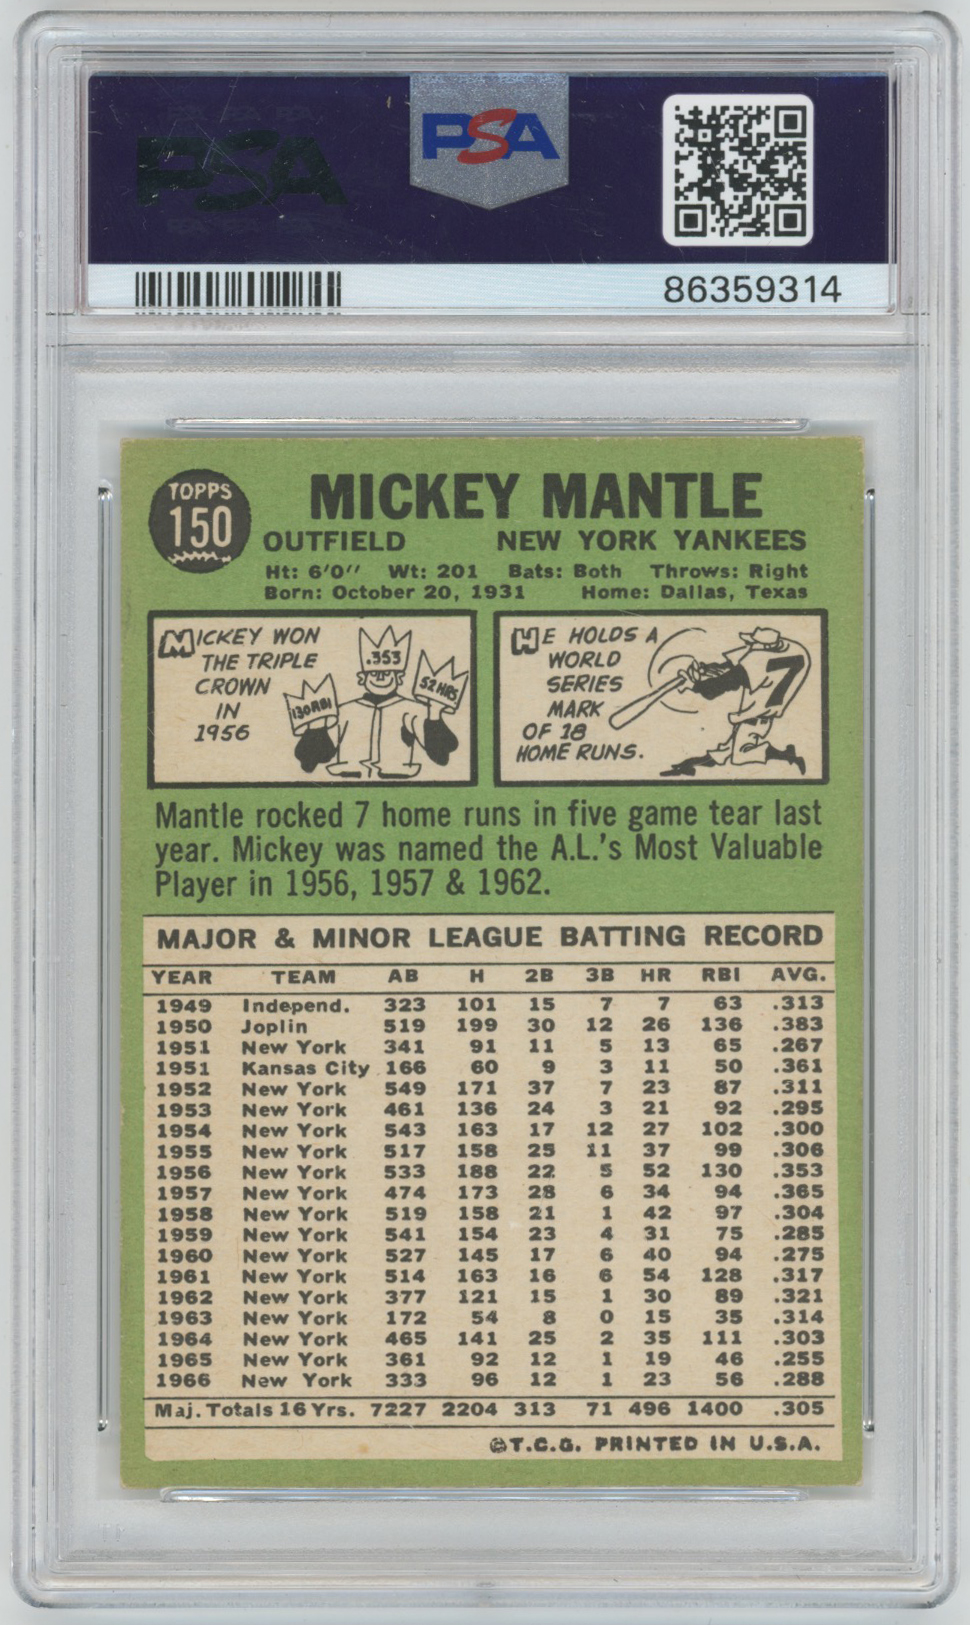 PSA
PSA
86359314
TOPPS
150
MICKEY MANTLE
OUTFIELD NEW YORK YANKEES
Ht: 6'0" Wt: 201 Bats: Both Throws: Right
Born: October 20, 1931 Home: Dallas, Texas
MICKEY WON
THE TRIPLE
CROWN
IN
1956
.353
130 RBI
52 HRS
HE HOLDS A
WORLD
SERIES
MARK
OF 18
HOME RUNS.
7
Mantle rocked 7 home runs in five game tear last
year. Mickey was named the A.L.'s Most Valuable
Player in 1956, 1957 & 1962.
MAJOR & MINOR LEAGUE BATTING RECORD
YEAR TEAM AB H 2B 3B HR RBI AVG.
1949 Independ. 323 101 15 7 7 63 .313
1950 Joplin 519 199 30 12 26 136 .383
1951 New York 341 91 11 5 13 65 .267
1951 Kansas City 166 60 9 3 11 50 .361
1952 New York 549 171 37 7 23 87 .311
1953 New York 461 136 24 3 21 92 .295
1954 New York 543 163 17 12 27 102 .300
1955 New York 517 158 25 11 37 99 .306
1956 New York 533 188 22 5 52 130 .353
1957 New York 474 173 28 6 34 94 .365
1958 New York 519 158 21 1 42 97 .304
1959 New York 541 154 23 4 31 75 .285
1960 New York 527 145 17 6 40 94 .275
1961 New York 514 163 16 6 54 128 .317
1962 New York 377 121 15 1 30 89 .321
1963 New York 172 54 8 0 15 35 .314
1964 New York 465 141 25 2 35 111 .303
1965 New York 361 92 12 1 19 46 .255
1966 New York 333 96 12 1 23 56 .288
Maj. Totals 16 Yrs. 7227 2204 313 71 496 1400 .305
©T.C.G. PRINTED IN U.S.A.